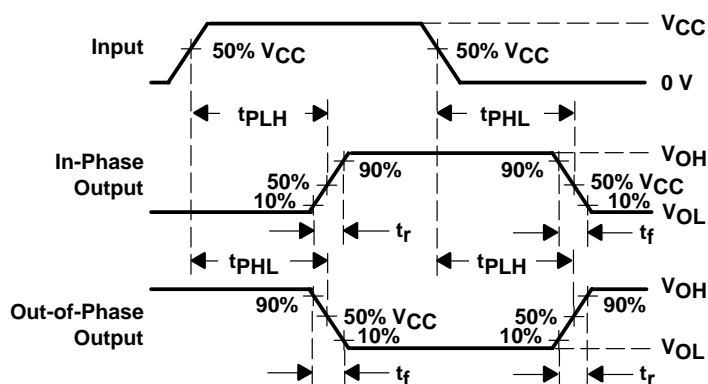 VCC
Input
50% VCC
50% VCC
0 V
tPLH
tPHL
In-Phase
Output
VOH
90%
90%
50%
50% VCC
10%
10%
VOL
tr
tf
tPHL
tPLH
Out-of-Phase
Output
VOH
90%
90%
50% VCC
50%
10%
10%
VOL
tf
tr